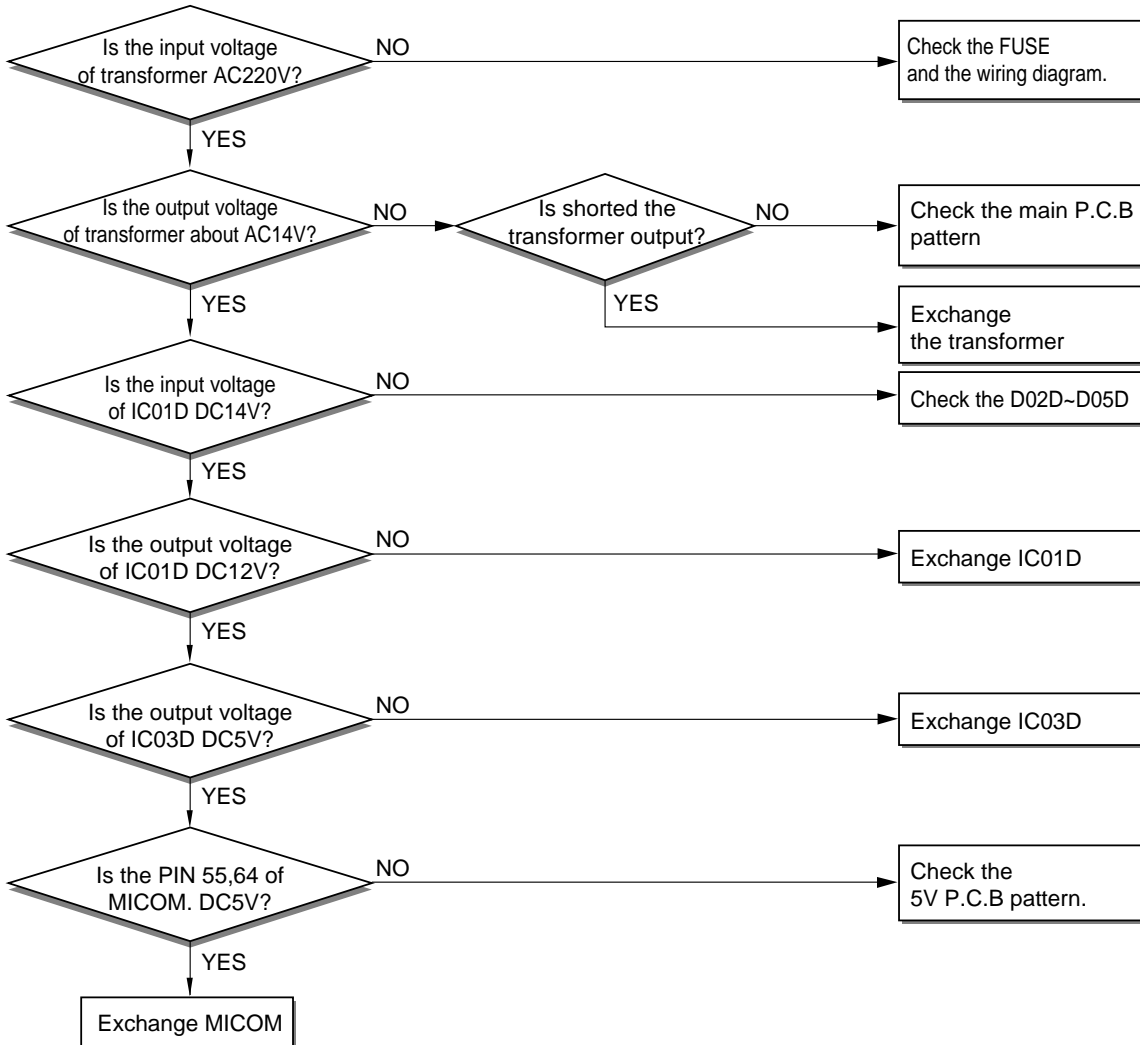 Is the input voltage
of transformer AC220V?
NO
Check the FUSE
and the wiring diagram.
YES
Is the output voltage
of transformer about AC14V?
NO
Is shorted the
transformer output?
NO
Check the main P.C.B
pattern
YES
YES
Exchange
the transformer
Is the input voltage
of IC01D DC14V?
NO
Check the D02D~D05D
YES
Is the output voltage
of IC01D DC12V?
NO
Exchange IC01D
YES
Is the output voltage
of IC03D DC5V?
NO
Exchange IC03D
YES
Is the PIN 55,64 of
MICOM. DC5V?
NO
Check the
5V P.C.B pattern.
YES
Exchange MICOM